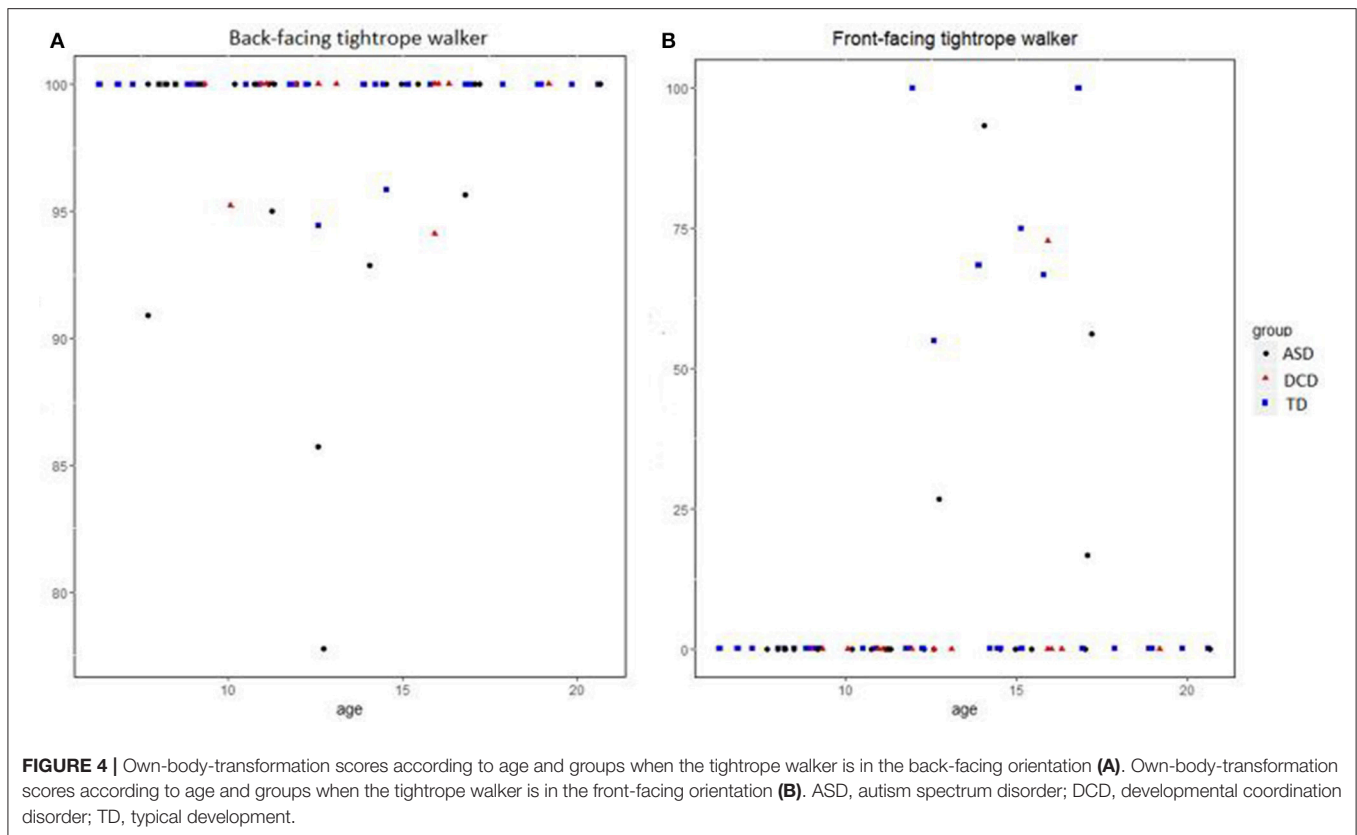 A
Back-facing tightrope walker
100
95
90
85
80
10 15 20
age
B
Front-facing tightrope walker
100
75
50
25
0
10 15 20
age
group
ASD
DCD
TD
FIGURE 4 | Own-body-transformation scores according to age and groups when the tightrope walker is in the back-facing orientation (A). Own-body-transformation
scores according to age and groups when the tightrope walker is in the front-facing orientation (B). ASD, autism spectrum disorder; DCD, developmental coordination
disorder; TD, typical development.